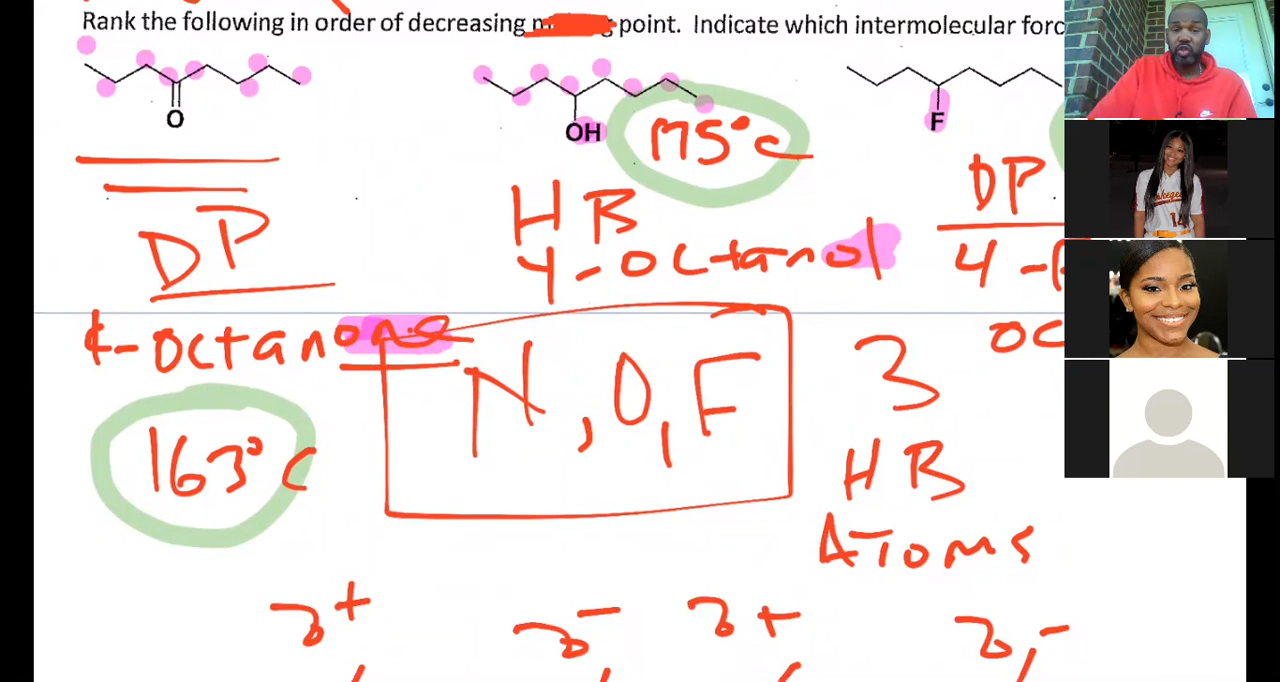 Rank the following in order of decreasing point. Indicate which intermolecular forc
O
OH
F
175°C
DP
HB
4-octanol
DP
4-F
oc
4-octanone
N, O, F
3
HB
Atoms
163°C
∂+ ∂- ∂+ ∂-
14